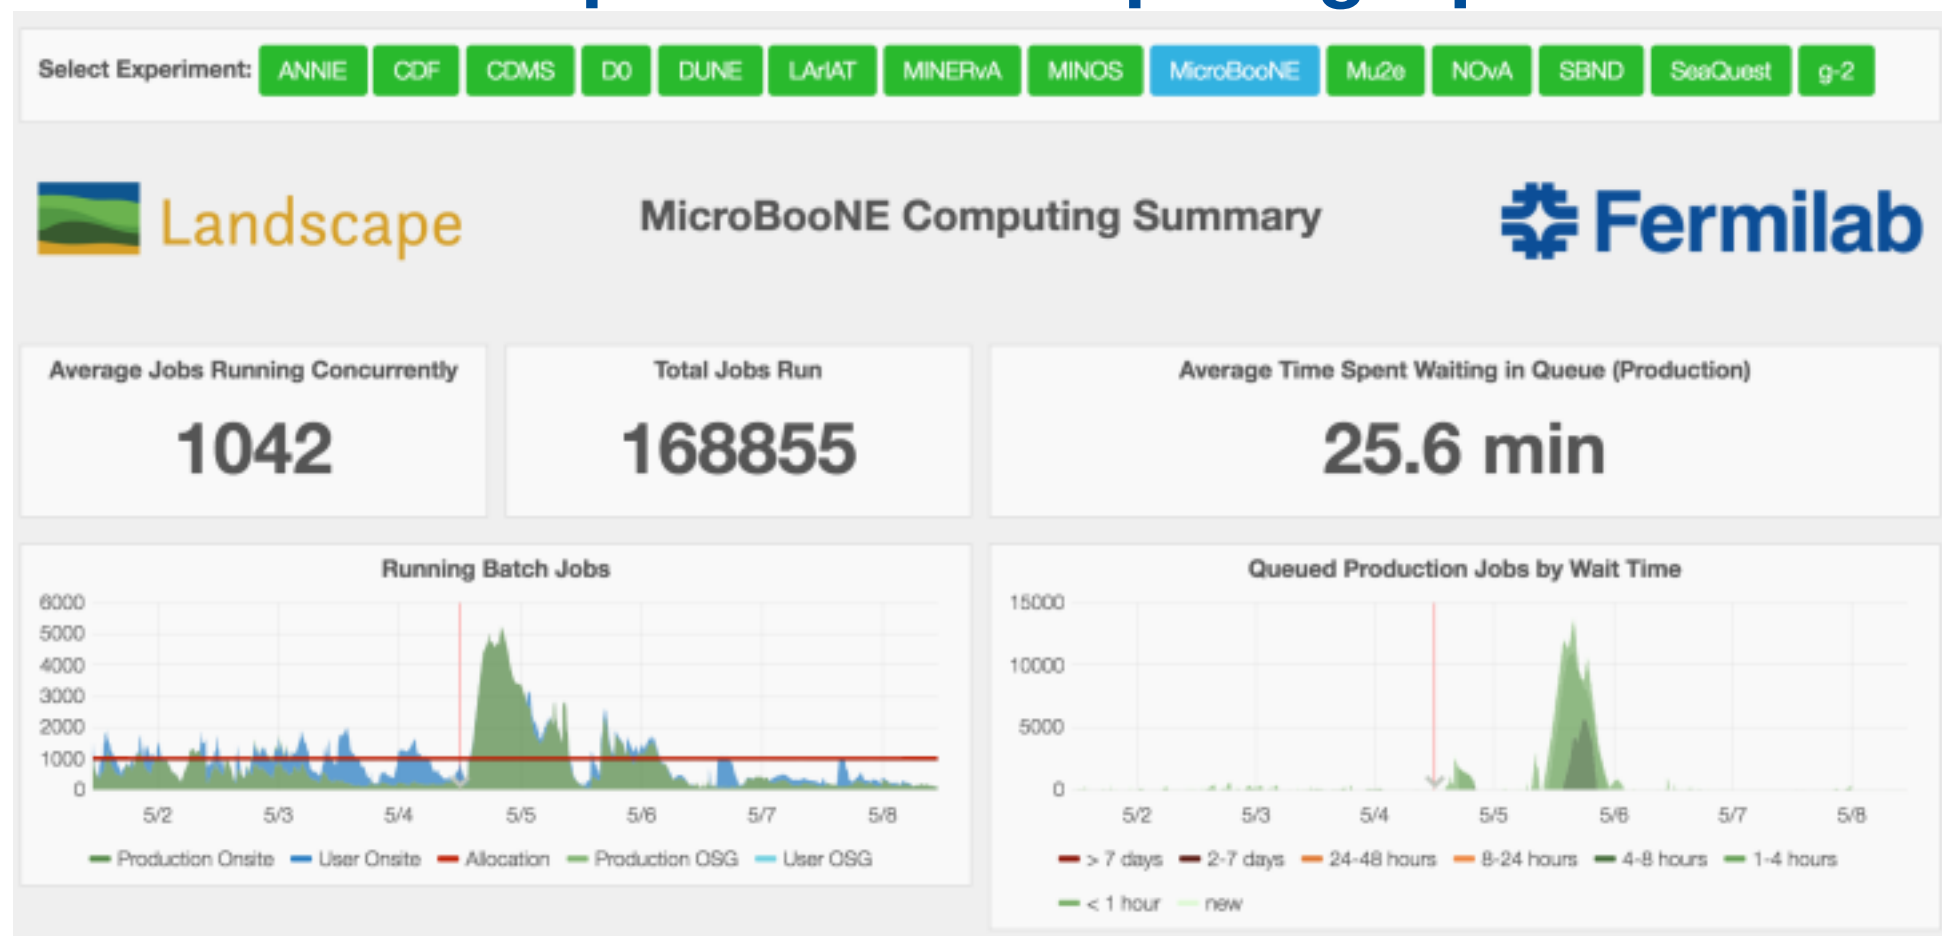 Select Experiment: ANNIE CDF CDMS D0 DUNE LArIAT MINERvA MINOS MicroBooNE Mu2e NOvA SBND SeaQuest g-2
Landscape
MicroBooNE Computing Summary
Fermilab
Average Jobs Running Concurrently
1042
Total Jobs Run
168855
Average Time Spent Waiting in Queue (Production)
25.6 min
Running Batch Jobs
6000
5000
4000
3000
2000
1000
0
5/2 5/3 5/4 5/5 5/6 5/7 5/8
Production Onsite User Onsite Allocation Production OSG User OSG
Queued Production Jobs by Wait Time
15000
10000
5000
0
5/2 5/3 5/4 5/5 5/6 5/7 5/8
> 7 days 2-7 days 24-48 hours 8-24 hours 4-8 hours 1-4 hours
< 1 hour new